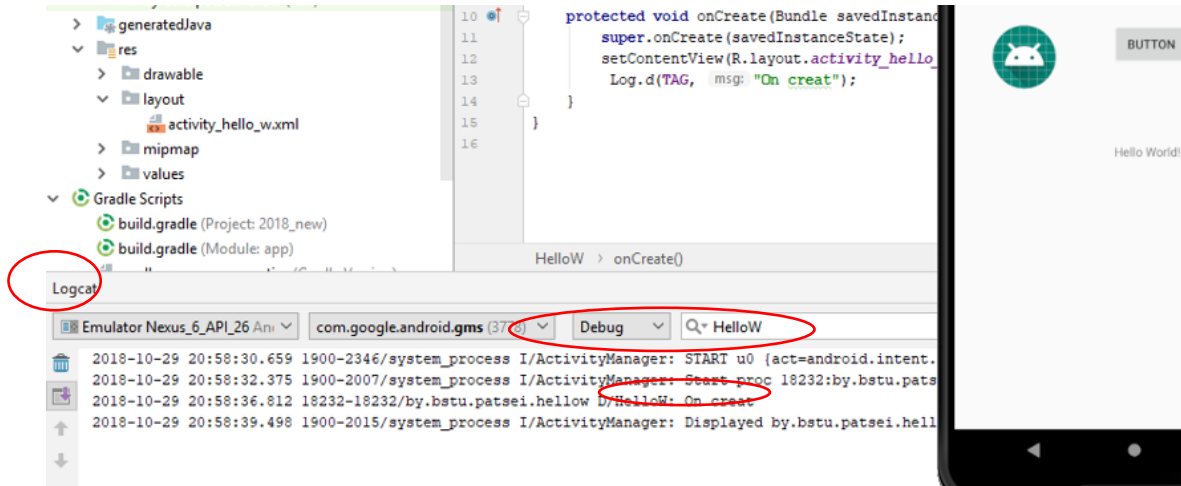 generatedJava
res
drawable
layout
activity_hello_w.xml
mipmap
values
Gradle Scripts
build.gradle (Project: 2018_new)
build.gradle (Module: app)
10 protected void onCreate(Bundle savedInstanc
11 super.onCreate(savedInstanceState);
12 setContentView(R.layout.activity_hello_
13 Log.d(TAG, msg: "On creat");
14 }
15 }
16
HelloW > onCreate()
BUTTON
Hello World!
Logcat
Emulator Nexus_6_API_26 An com.google.android.gms (3778) Debug HelloW
2018-10-29 20:58:30.659 1900-2346/system_process I/ActivityManager: START u0 {act=android.intent.
2018-10-29 20:58:32.375 1900-2007/system_process I/ActivityManager: Start proc 18232:by.bstu.pats
2018-10-29 20:58:36.812 18232-18232/by.bstu.patsei.hellow D/HelloW: On creat
2018-10-29 20:58:39.498 1900-2015/system_process I/ActivityManager: Displayed by.bstu.patsei.hell